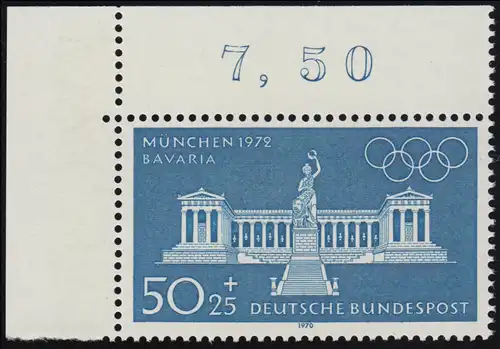 7,50
MÜNCHEN 1972
BAVARIA
50+25 DEUTSCHE BUNDESPOST
1970